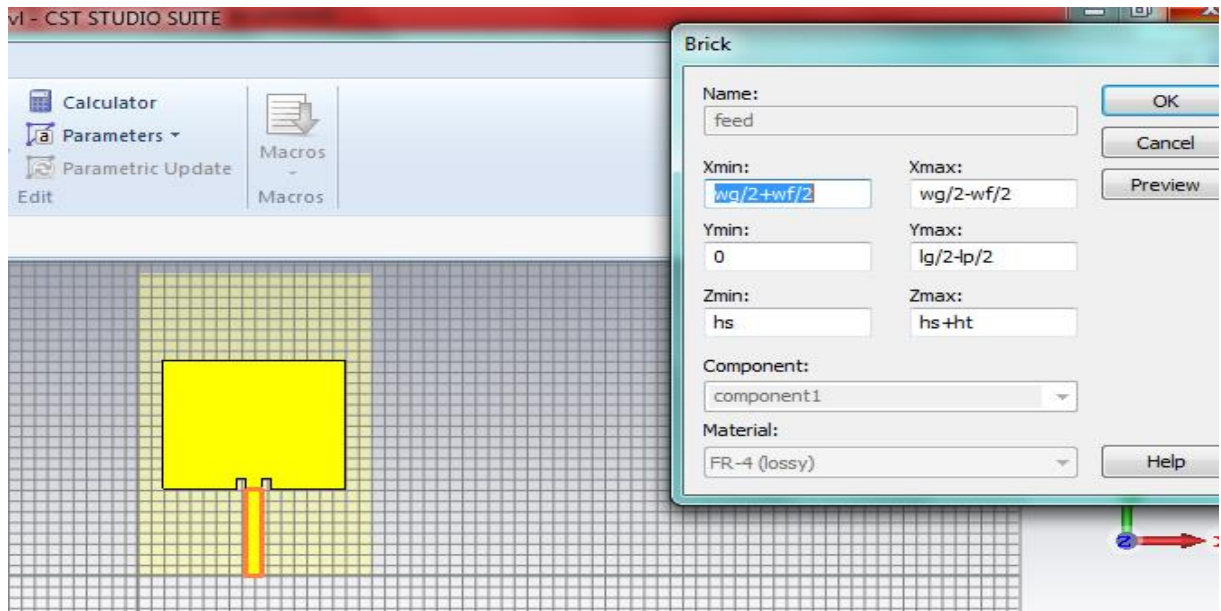 vl - CST STUDIO SUITE
Calculator
Parameters
Parametric Update
Edit
Macros
Macros
Brick
Name:
feed
Xmin:
Xmax:
wg/2+wf/2
wg/2-wf/2
Ymin:
Ymax:
0
lg/2-lp/2
Zmin:
Zmax:
hs
hs+ht
Component:
component1
Material:
FR-4 (lossy)
OK
Cancel
Preview
Help
z
x